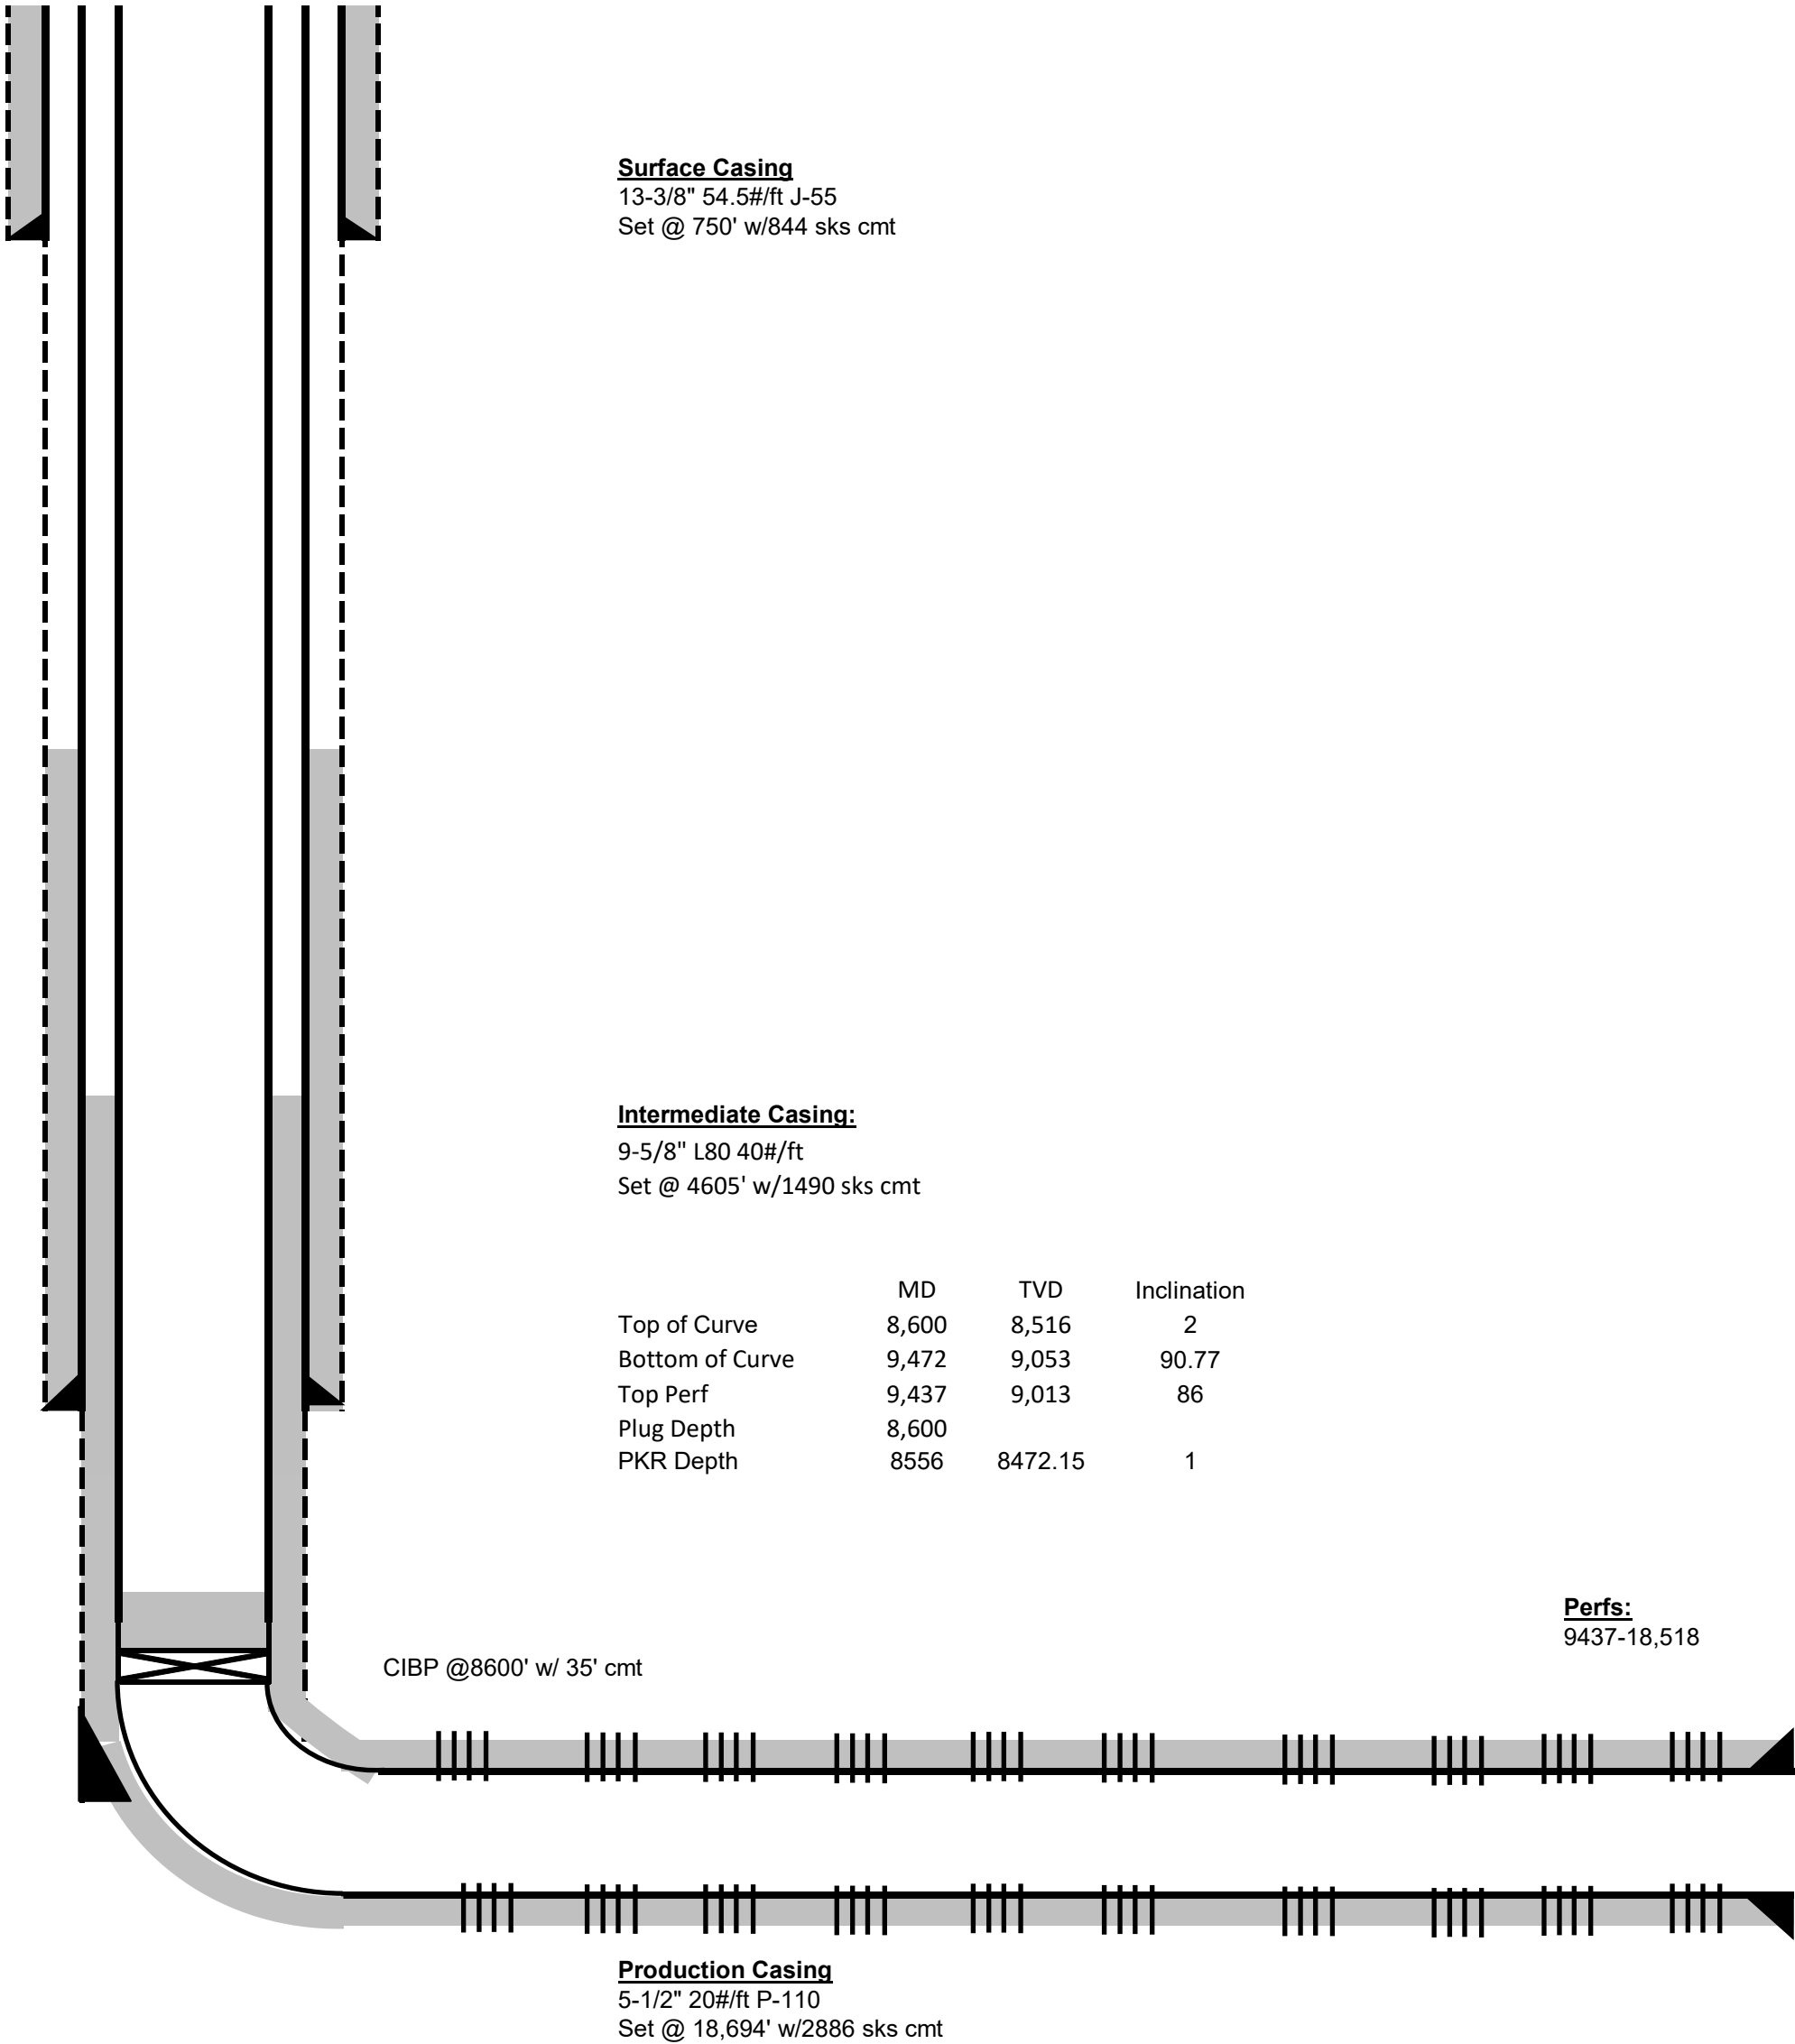 Surface Casing
13-3/8" 54.5#/ft J-55
Set @ 750' w/844 sks cmt
Intermediate Casing:
9-5/8" L80 40#/ft
Set @ 4605' w/1490 sks cmt
MD TVD Inclination
Top of Curve 8,600 8,516 2
Bottom of Curve 9,472 9,053 90.77
Top Perf 9,437 9,013 86
Plug Depth 8,600
PKR Depth 8556 8472.15 1
Perfs:
9437-18,518
CIBP @8600' w/ 35' cmt
Production Casing
5-1/2" 20#/ft P-110
Set @ 18,694' w/2886 sks cmt